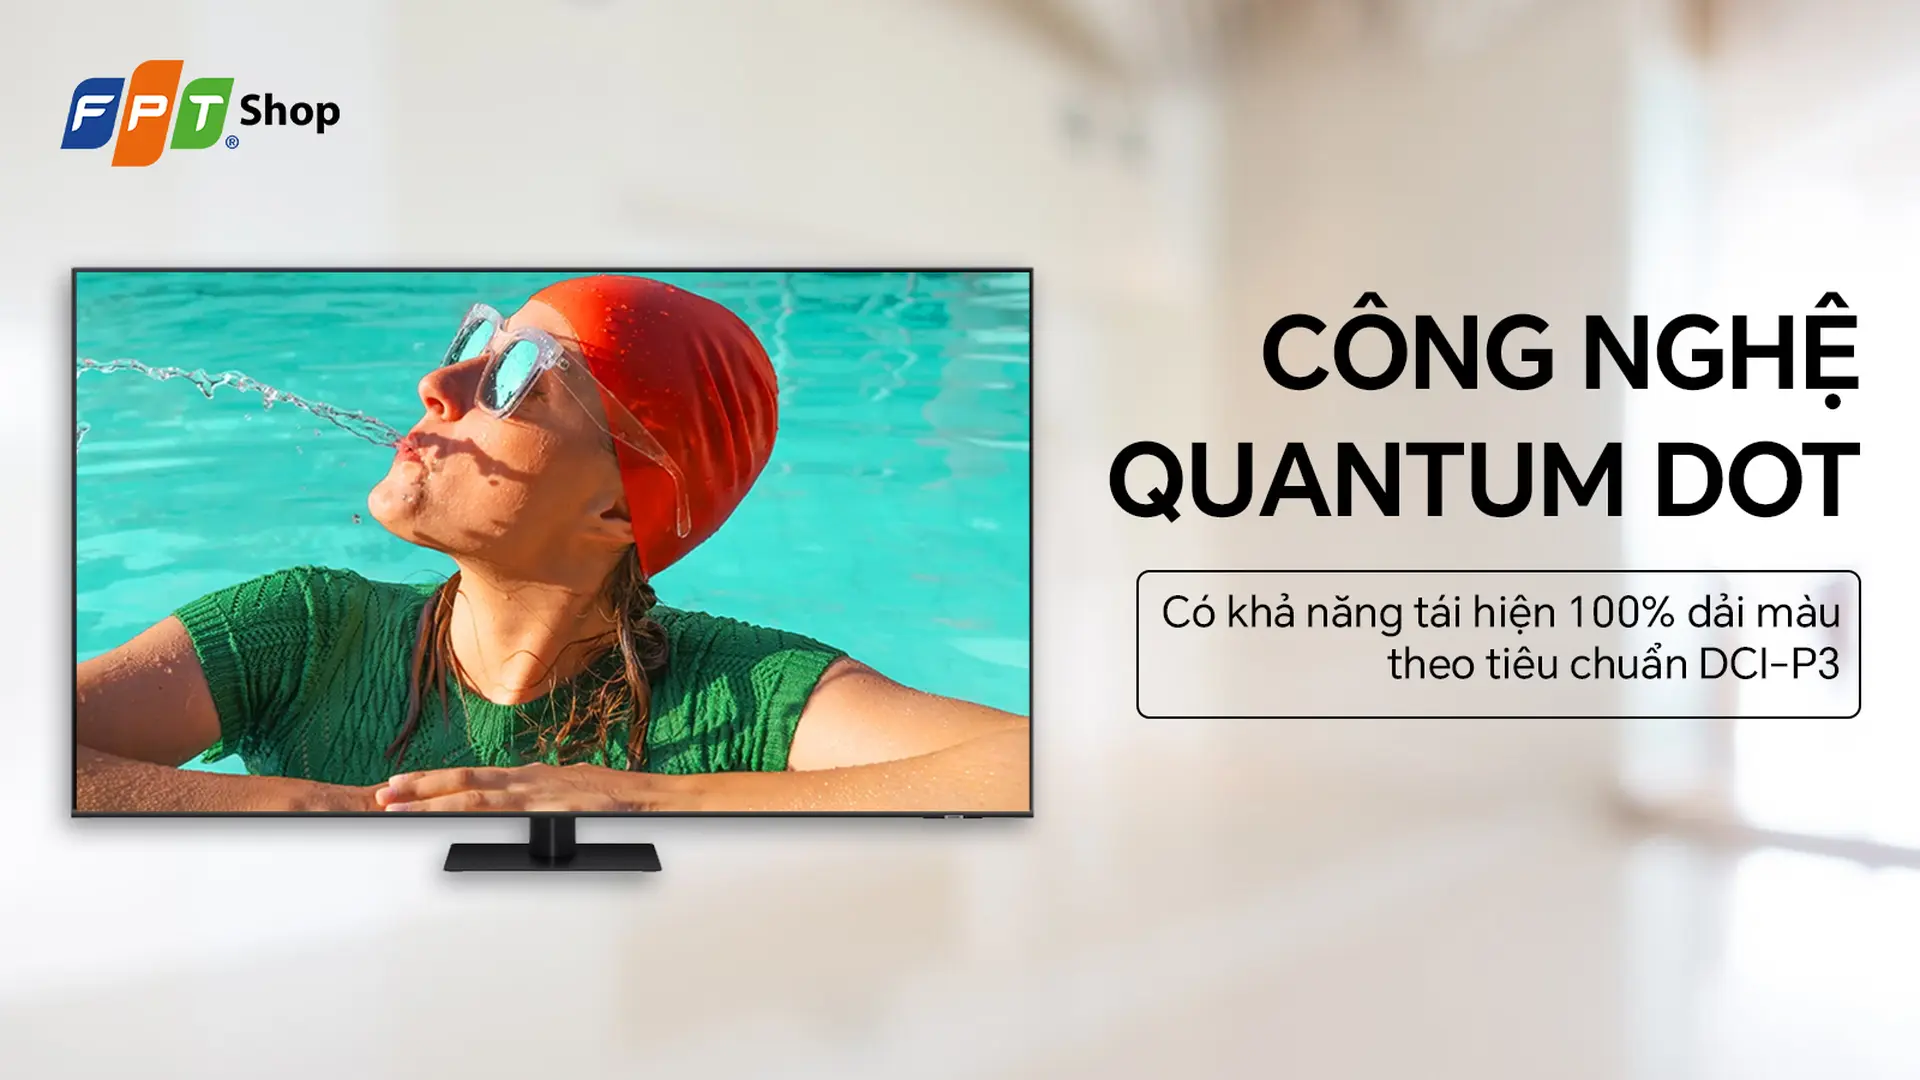 FPT® Shop
CÔNG NGHỆ
QUANTUM DOT
Có khả năng tái hiện 100% dải màu
theo tiêu chuẩn DCI-P3